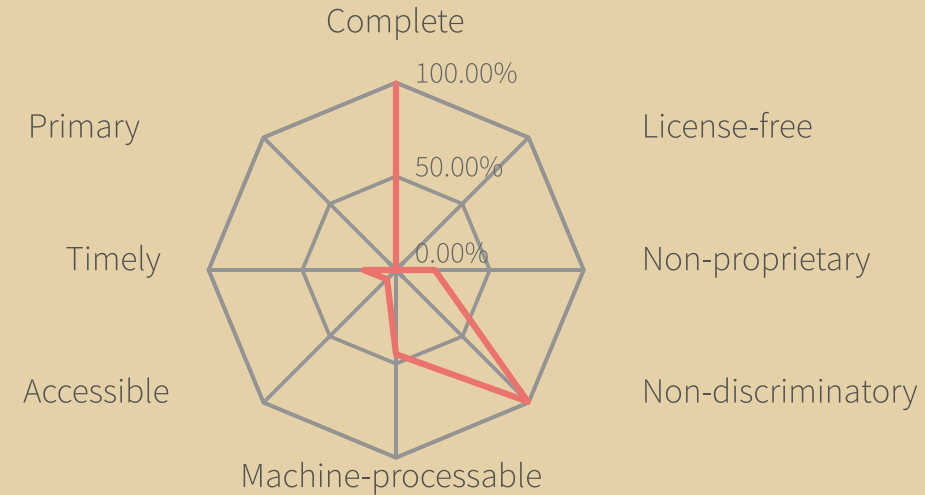 Complete
100.00%
Primary
License-free
50.00%
0.00%
Timely
Non-proprietary
Accessible
Non-discriminatory
Machine-processable